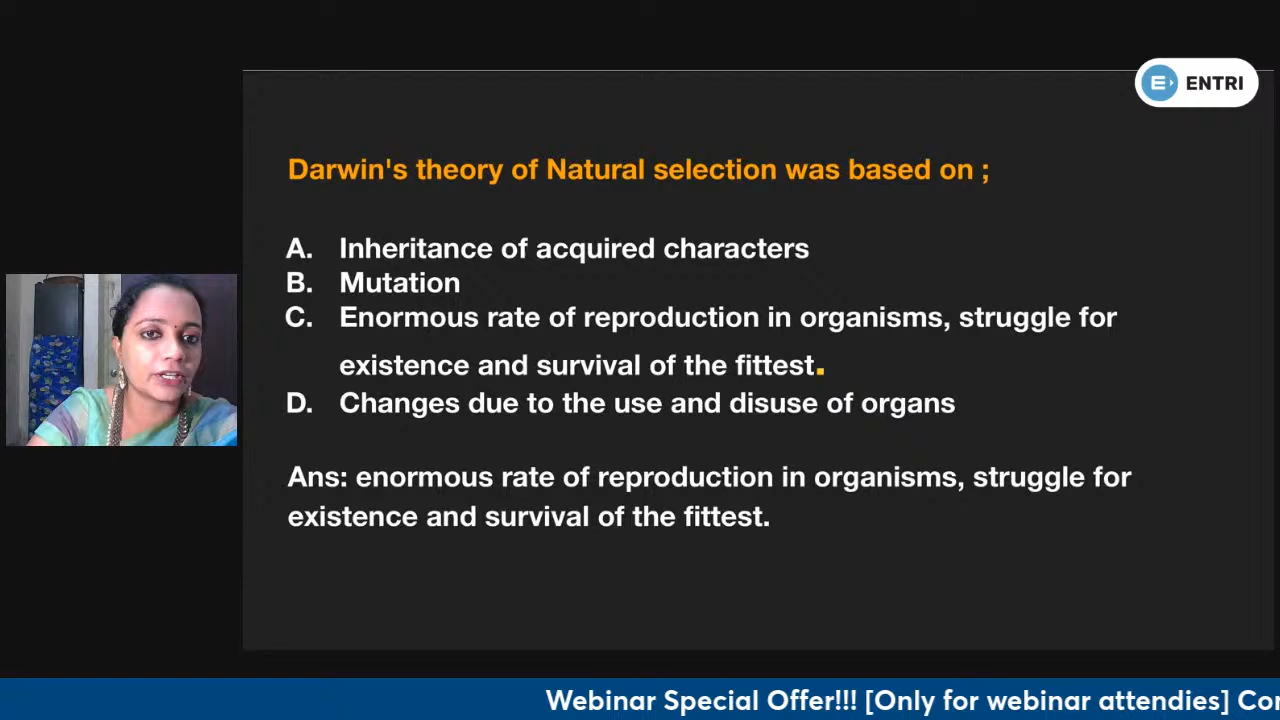 ENTRI
Darwin's theory of Natural selection was based on ;
A. Inheritance of acquired characters
B. Mutation
C. Enormous rate of reproduction in organisms, struggle for
existence and survival of the fittest.
D. Changes due to the use and disuse of organs
Ans: enormous rate of reproduction in organisms, struggle for
existence and survival of the fittest.
Webinar Special Offer!!! [Only for webinar attendies]